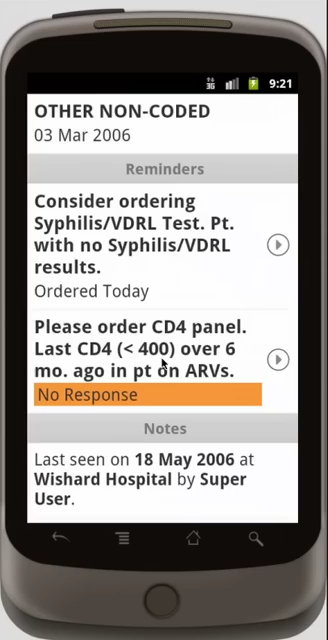 3G
9:21
OTHER NON-CODED
03 Mar 2006
Reminders
Consider ordering
Syphilis/VDRL Test. Pt.
with no Syphilis/VDRL
results.
Ordered Today
Please order CD4 panel.
Last CD4 (< 400) over 6
mo. ago in pt on ARVs.
No Response
Notes
Last seen on 18 May 2006 at
Wishard Hospital by Super
User.